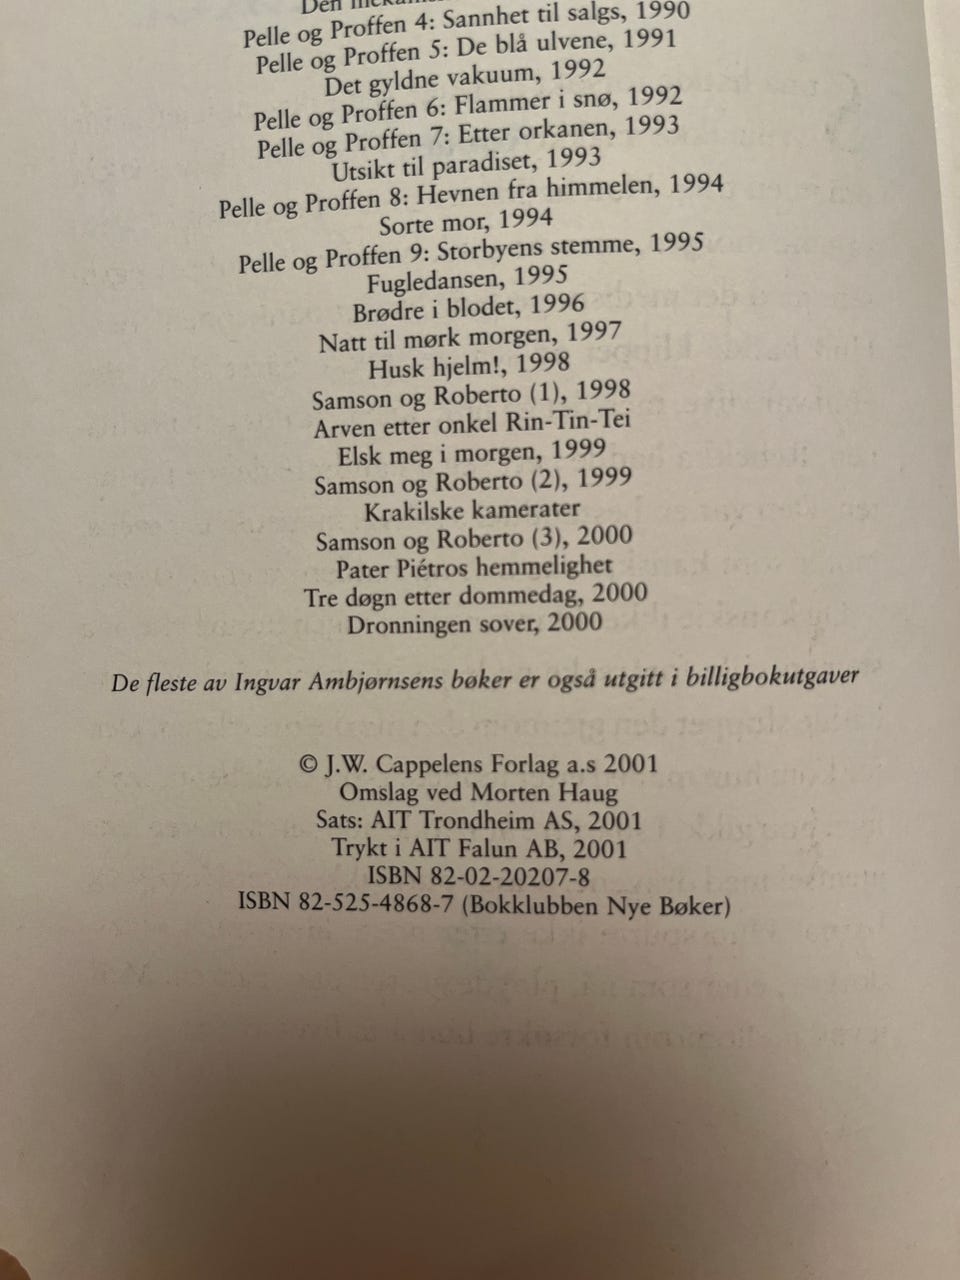 Den
Pelle og Proffen 4: Sannhet til salgs, 1990
Pelle og Proffen 5: De blå ulvene, 1991
Det gyldne vakuum, 1992
Pelle og Proffen 6: Flammer i snø, 1992
Pelle og Proffen 7: Etter orkanen, 1993
Utsikt til paradiset, 1993
Pelle og Proffen 8: Hevnen fra himmelen, 1994
Sorte mor, 1994
Pelle og Proffen 9: Storbyens stemme, 1995
Fugledansen, 1995
Brødre i blodet, 1996
Natt til mørk morgen, 1997
Husk hjelm!, 1998
Samson og Roberto (1), 1998
Arven etter onkel Rin-Tin-Tei
Elsk meg i morgen, 1999
Samson og Roberto (2), 1999
Krakilske kamerater
Samson og Roberto (3), 2000
Pater Piétros hemmelighet
Tre døgn etter dommedag, 2000
Dronningen sover, 2000
De fleste av Ingvar Ambjørnsens bøker er også utgitt i billigbokutgaver
© J.W. Cappelens Forlag a.s 2001
Omslag ved Morten Haug
Sats: AIT Trondheim AS, 2001
Trykt i AIT Falun AB, 2001
ISBN 82-02-20207-8
ISBN 82-525-4868-7 (Bokklubben Nye Bøker)